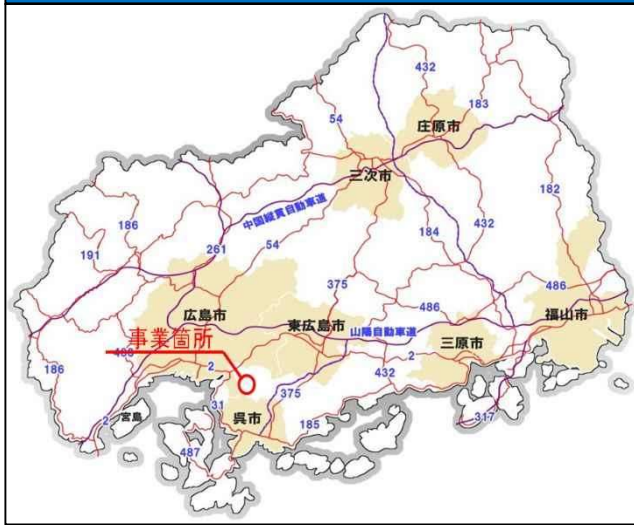 432
183
54
庄原市
三次市
182
中国縦貫自動車道
186
432
184
191
261
54
375
486
広島市
486
東広島市
山陽自動車道
福山市
事業箇所
三原市
2
2
432
186
375
31
317
宮島
2
呉市
185
487